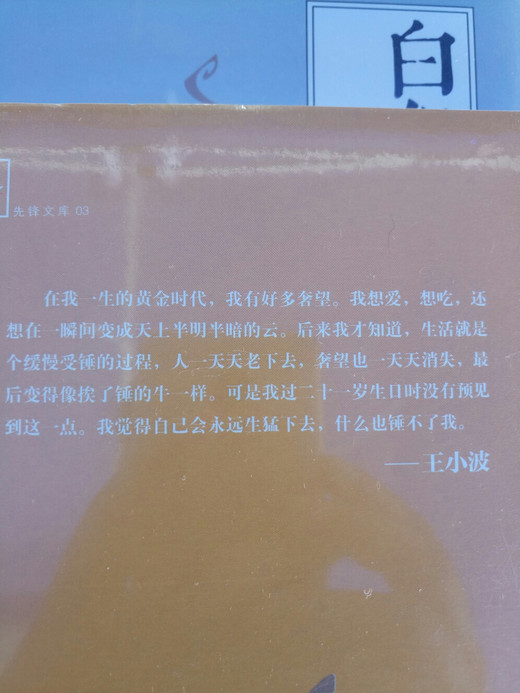 白
先锋文库 03
在我一生的黄金时代，我有好多奢望。我想爱，想吃，还
想在一瞬间变成天上半明半暗的云。后来我才知道，生活就是
个缓慢受锤的过程，人一天天老下去，奢望也一天天消失，最
后变得像挨了锤的牛一样。可是我过二十一岁生日时没有预见
到这一点。我觉得自己会永远生猛下去，什么也锤不了我。
——王小波